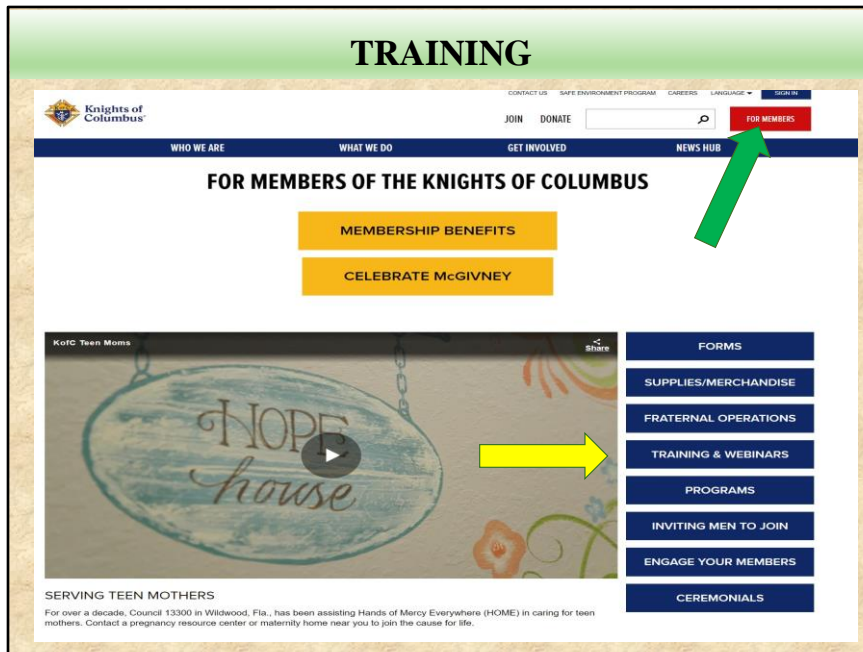 TRAINING
CONTACT US SAFE ENVIRONMENT PROGRAM CAREERS LANGUAGE SIGN IN
Knights of
Columbus
JOIN DONATE FOR MEMBERS
WHO WE ARE WHAT WE DO GET INVOLVED NEWS HUB
FOR MEMBERS OF THE KNIGHTS OF COLUMBUS
MEMBERSHIP BENEFITS
CELEBRATE McGIVNEY
KofC Teen Moms
Share
HOPE
house
FORMS
SUPPLIES/MERCHANDISE
FRATERNAL OPERATIONS
TRAINING & WEBINARS
PROGRAMS
INVITING MEN TO JOIN
ENGAGE YOUR MEMBERS
CEREMONIALS
SERVING TEEN MOTHERS
For over a decade, Council 13300 in Wildwood, Fla., has been assisting Hands of Mercy Everywhere (HOME) in caring for teen
mothers. Contact a pregnancy resource center or maternity home near you to join the cause for life.